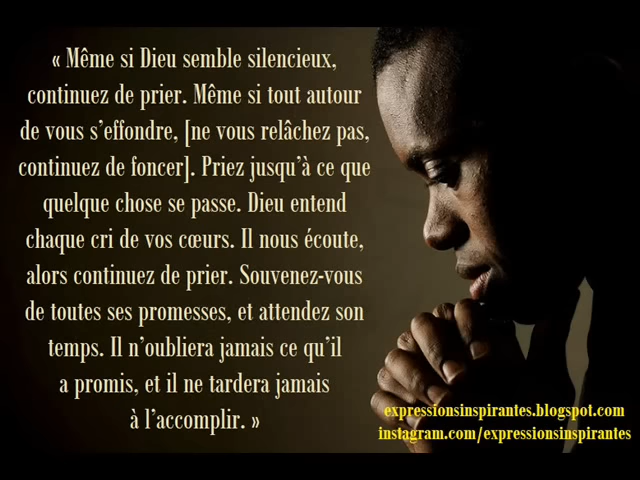 « Même si Dieu semble silencieux,
continuez de prier. Même si tout autour
de vous s’effondre, [ne vous relâchez pas,
continuez de foncer]. Priez jusqu’à ce que
quelque chose se passe. Dieu entend
chaque cri de vos cœurs. Il nous écoute,
alors continuez de prier. Souvenez-vous
de toutes ses promesses, et attendez son
temps. Il n’oubliera jamais ce qu’il
a promis, et il ne tardera jamais
à l’accomplir. »
expressionsinspirantes.blogspot.com
instagram.com/expressionsinspirantes